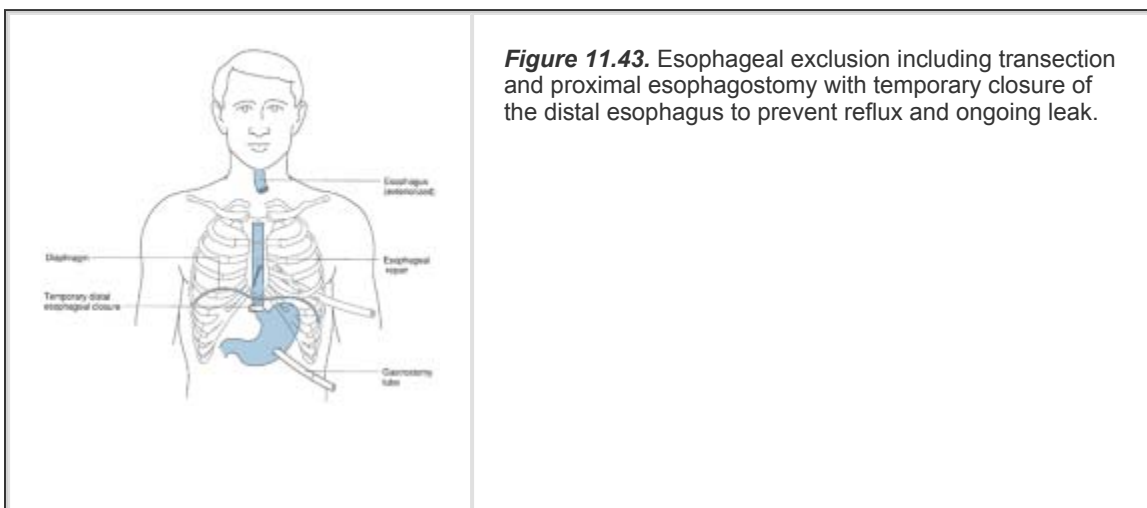 Figure 11.43. Esophageal exclusion including transection
and proximal esophagostomy with temporary closure of
the distal esophagus to prevent reflux and ongoing leak.
Esophagus
(exteriorized)
Diaphragm
Esophageal
repair
Temporary distal
esophageal closure
Gastrostomy
tube